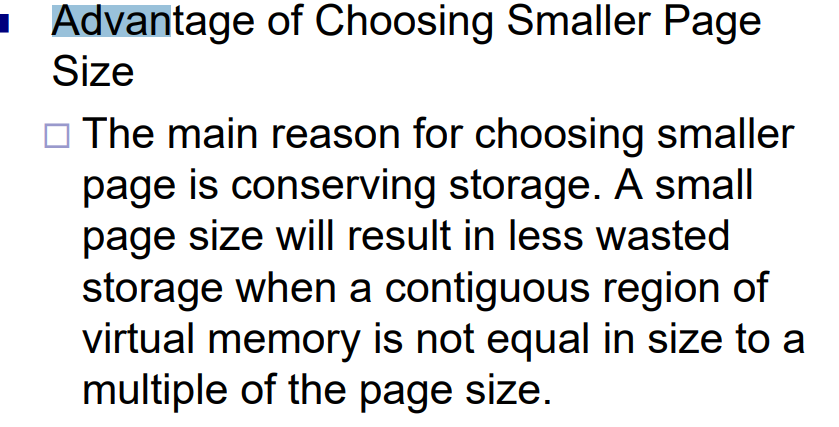 Advantage of Choosing Smaller Page
Size
The main reason for choosing smaller
page is conserving storage. A small
page size will result in less wasted
storage when a contiguous region of
virtual memory is not equal in size to a
multiple of the page size.